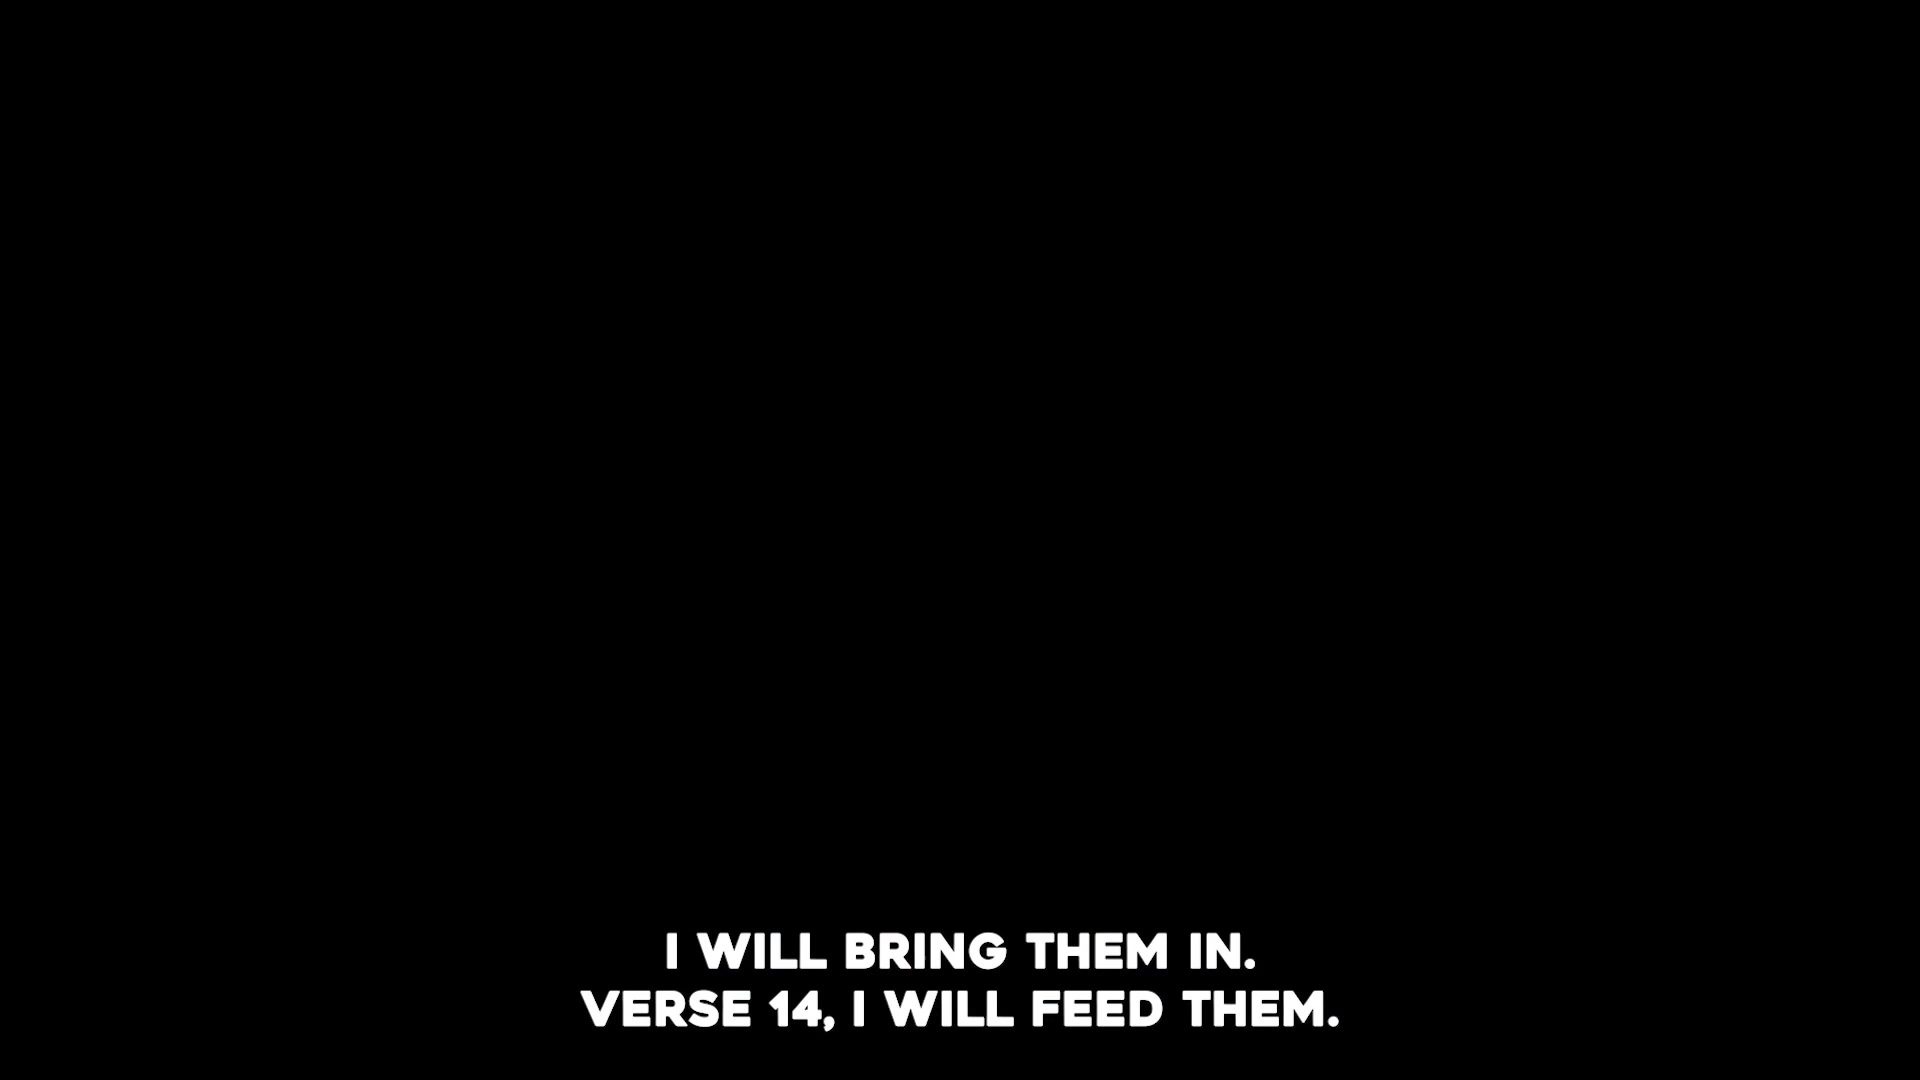 I WILL BRING THEM IN.
VERSE 14, I WILL FEED THEM.